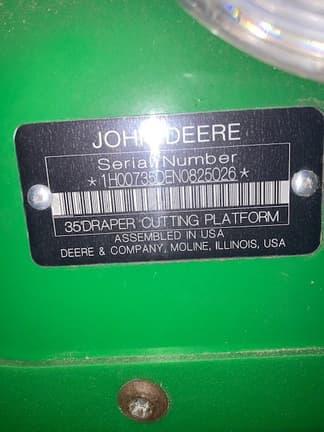 JOHN DEERE
Serial Number
*1H00735DEN0825026*
35'DRAPER CUTTING PLATFORM
ASSEMBLED IN USA
DEERE & COMPANY, MOLINE, ILLINOIS, USA